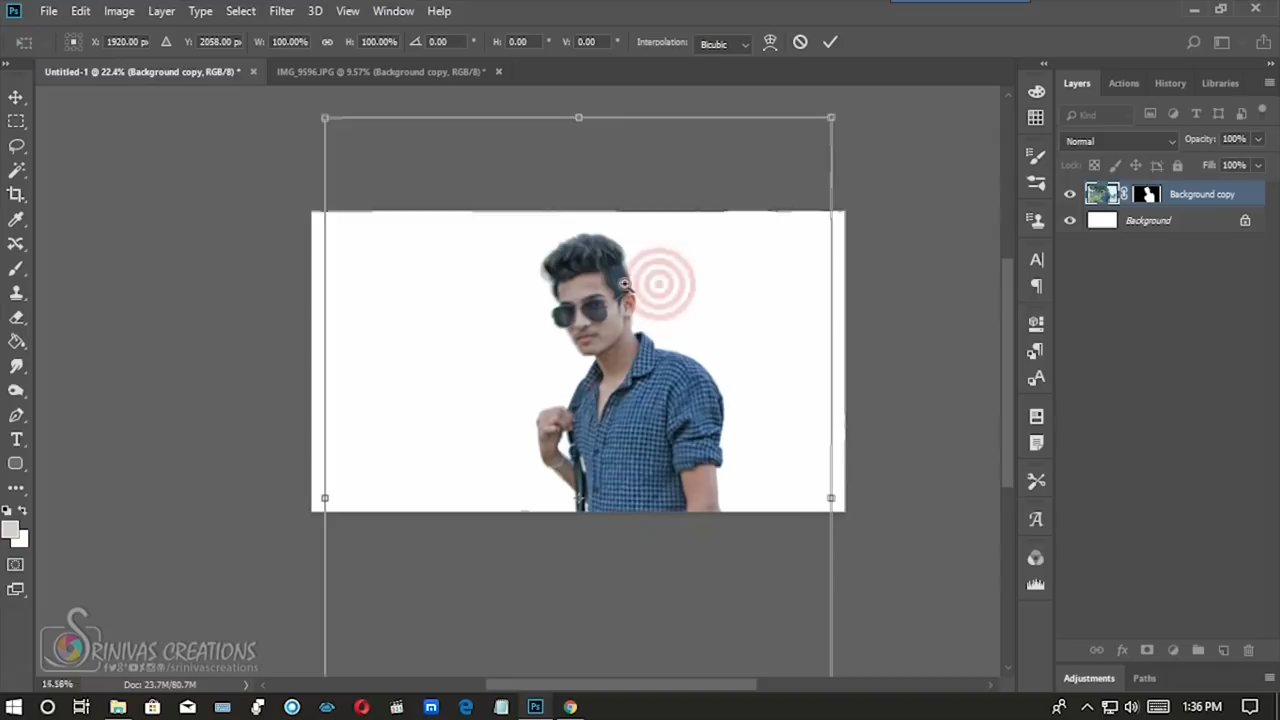 Ps File Edit Image Layer Type Select Filter 3D View Window Help
X: 1920.00 px Y: 2058.00 px W: 100.00% H: 100.00% 0.00 ° H: 0.00 ° V: 0.00 ° Interpolation: Bicubic
Untitled-1 @ 22.4% (Background copy, RGB/8) * IMG_9596.JPG @ 9.57% (Background copy, RGB/8) *
Layers Actions History Libraries
Kind
Normal Opacity: 100%
Lock: Fill: 100%
Background copy
Background
SRINIVAS CREATIONS
/srinivascreations
Doc: 23.7M/80.7M
Adjustments Paths
1:36 PM